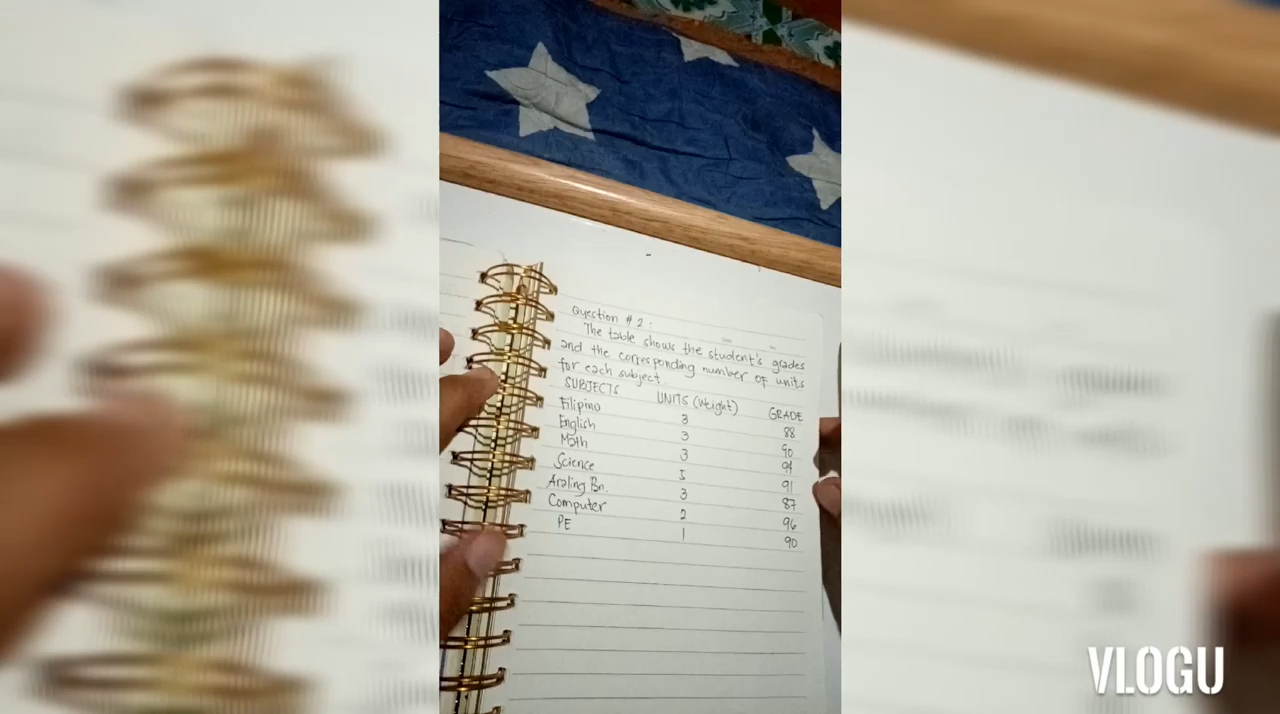 Question # 2 :
The table shows the student's grades
and the corresponding number of units
for each subject
SUBJECTS UNITS (Weight) GRADE
Filipino 3 88
English 3 90
Math 3 94
Science 5 91
Araling Pan. 3 87
Computer 2 96
PE 1 90
VLOGU